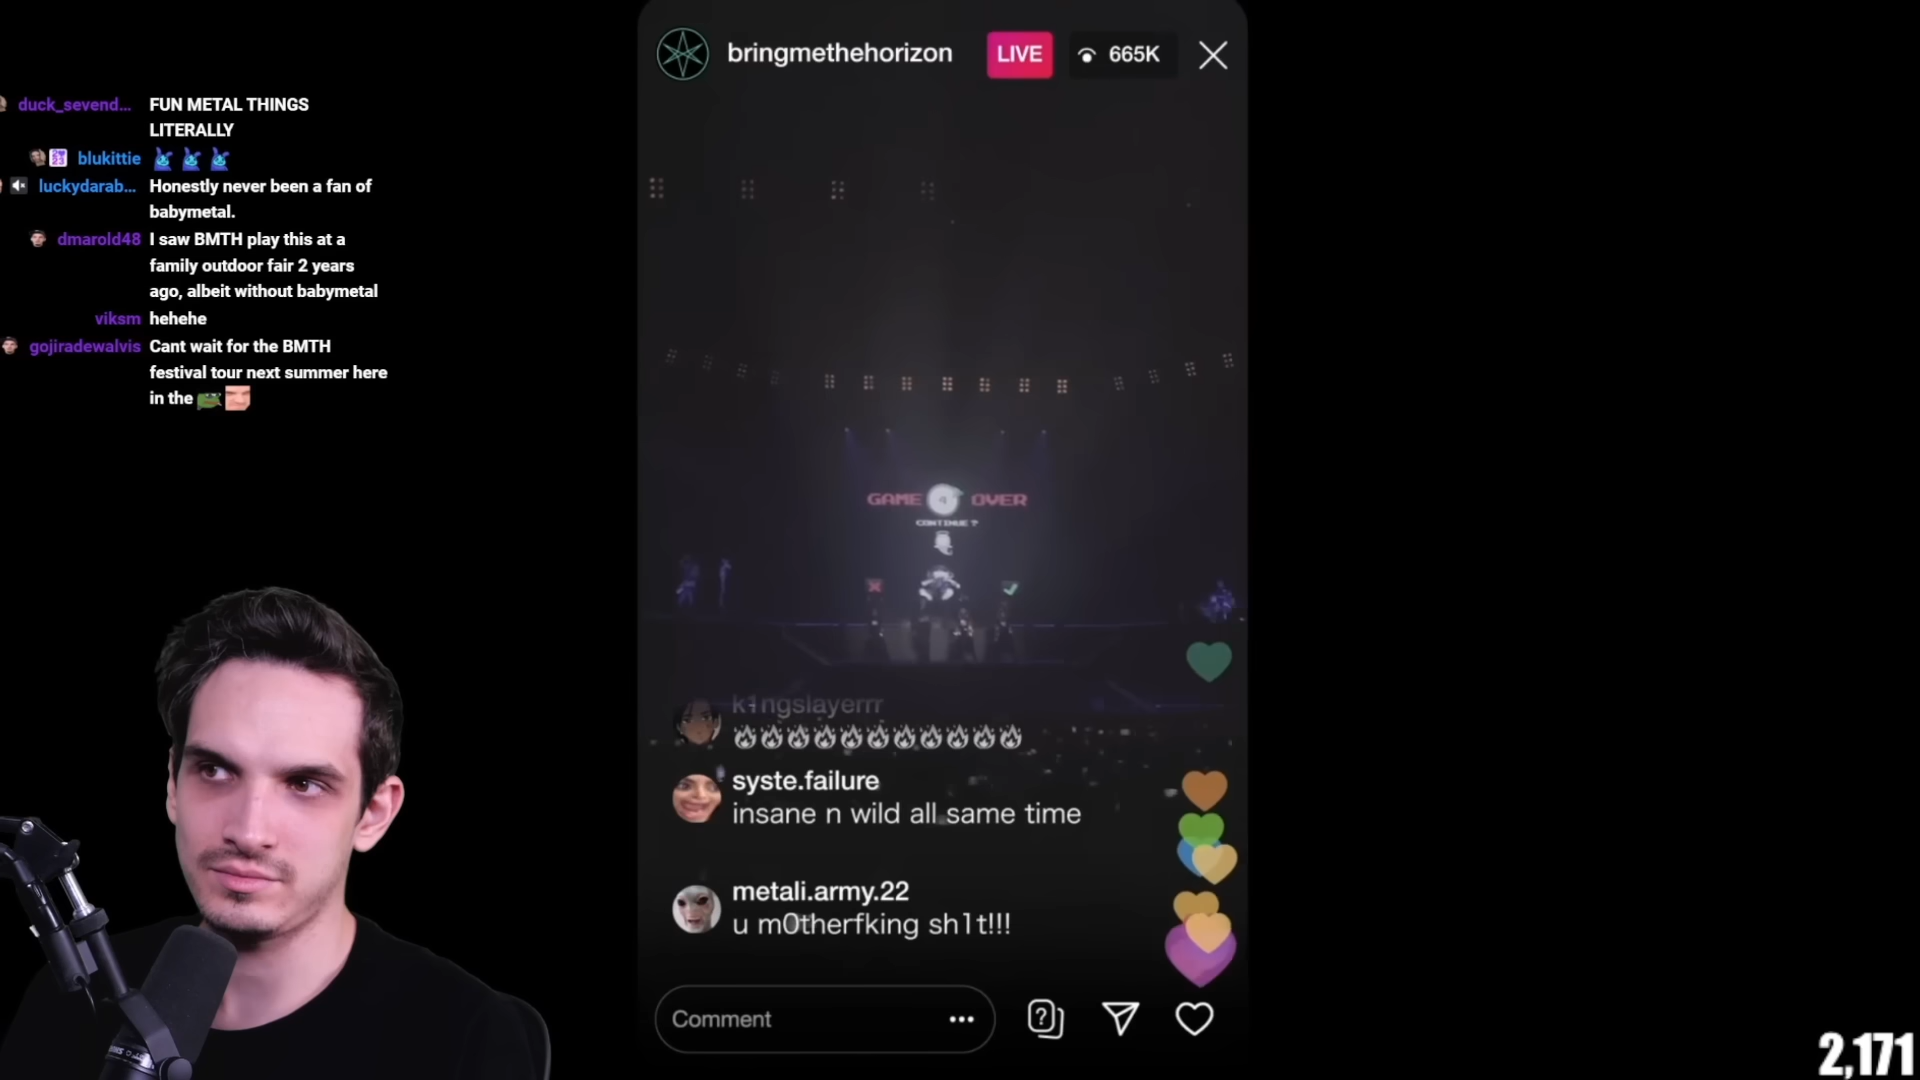 bringmethehorizon LIVE 665K
duck_sevend... FUN METAL THINGS
LITERALLY
blukittie
luckydarab... Honestly never been a fan of
babymetal.
dmarold48 I saw BMTH play this at a
family outdoor fair 2 years
ago, albeit without babymetal
viksm hehehe
gojiradewalvis Cant wait for the BMTH
festival tour next summer here
in the
GAME OVER
CONTINUE ?
k1ngslayerrr
syste.failure
insane n wild all same time
metali.army.22
u m0therfking sh1t!!!
Comment
2,171